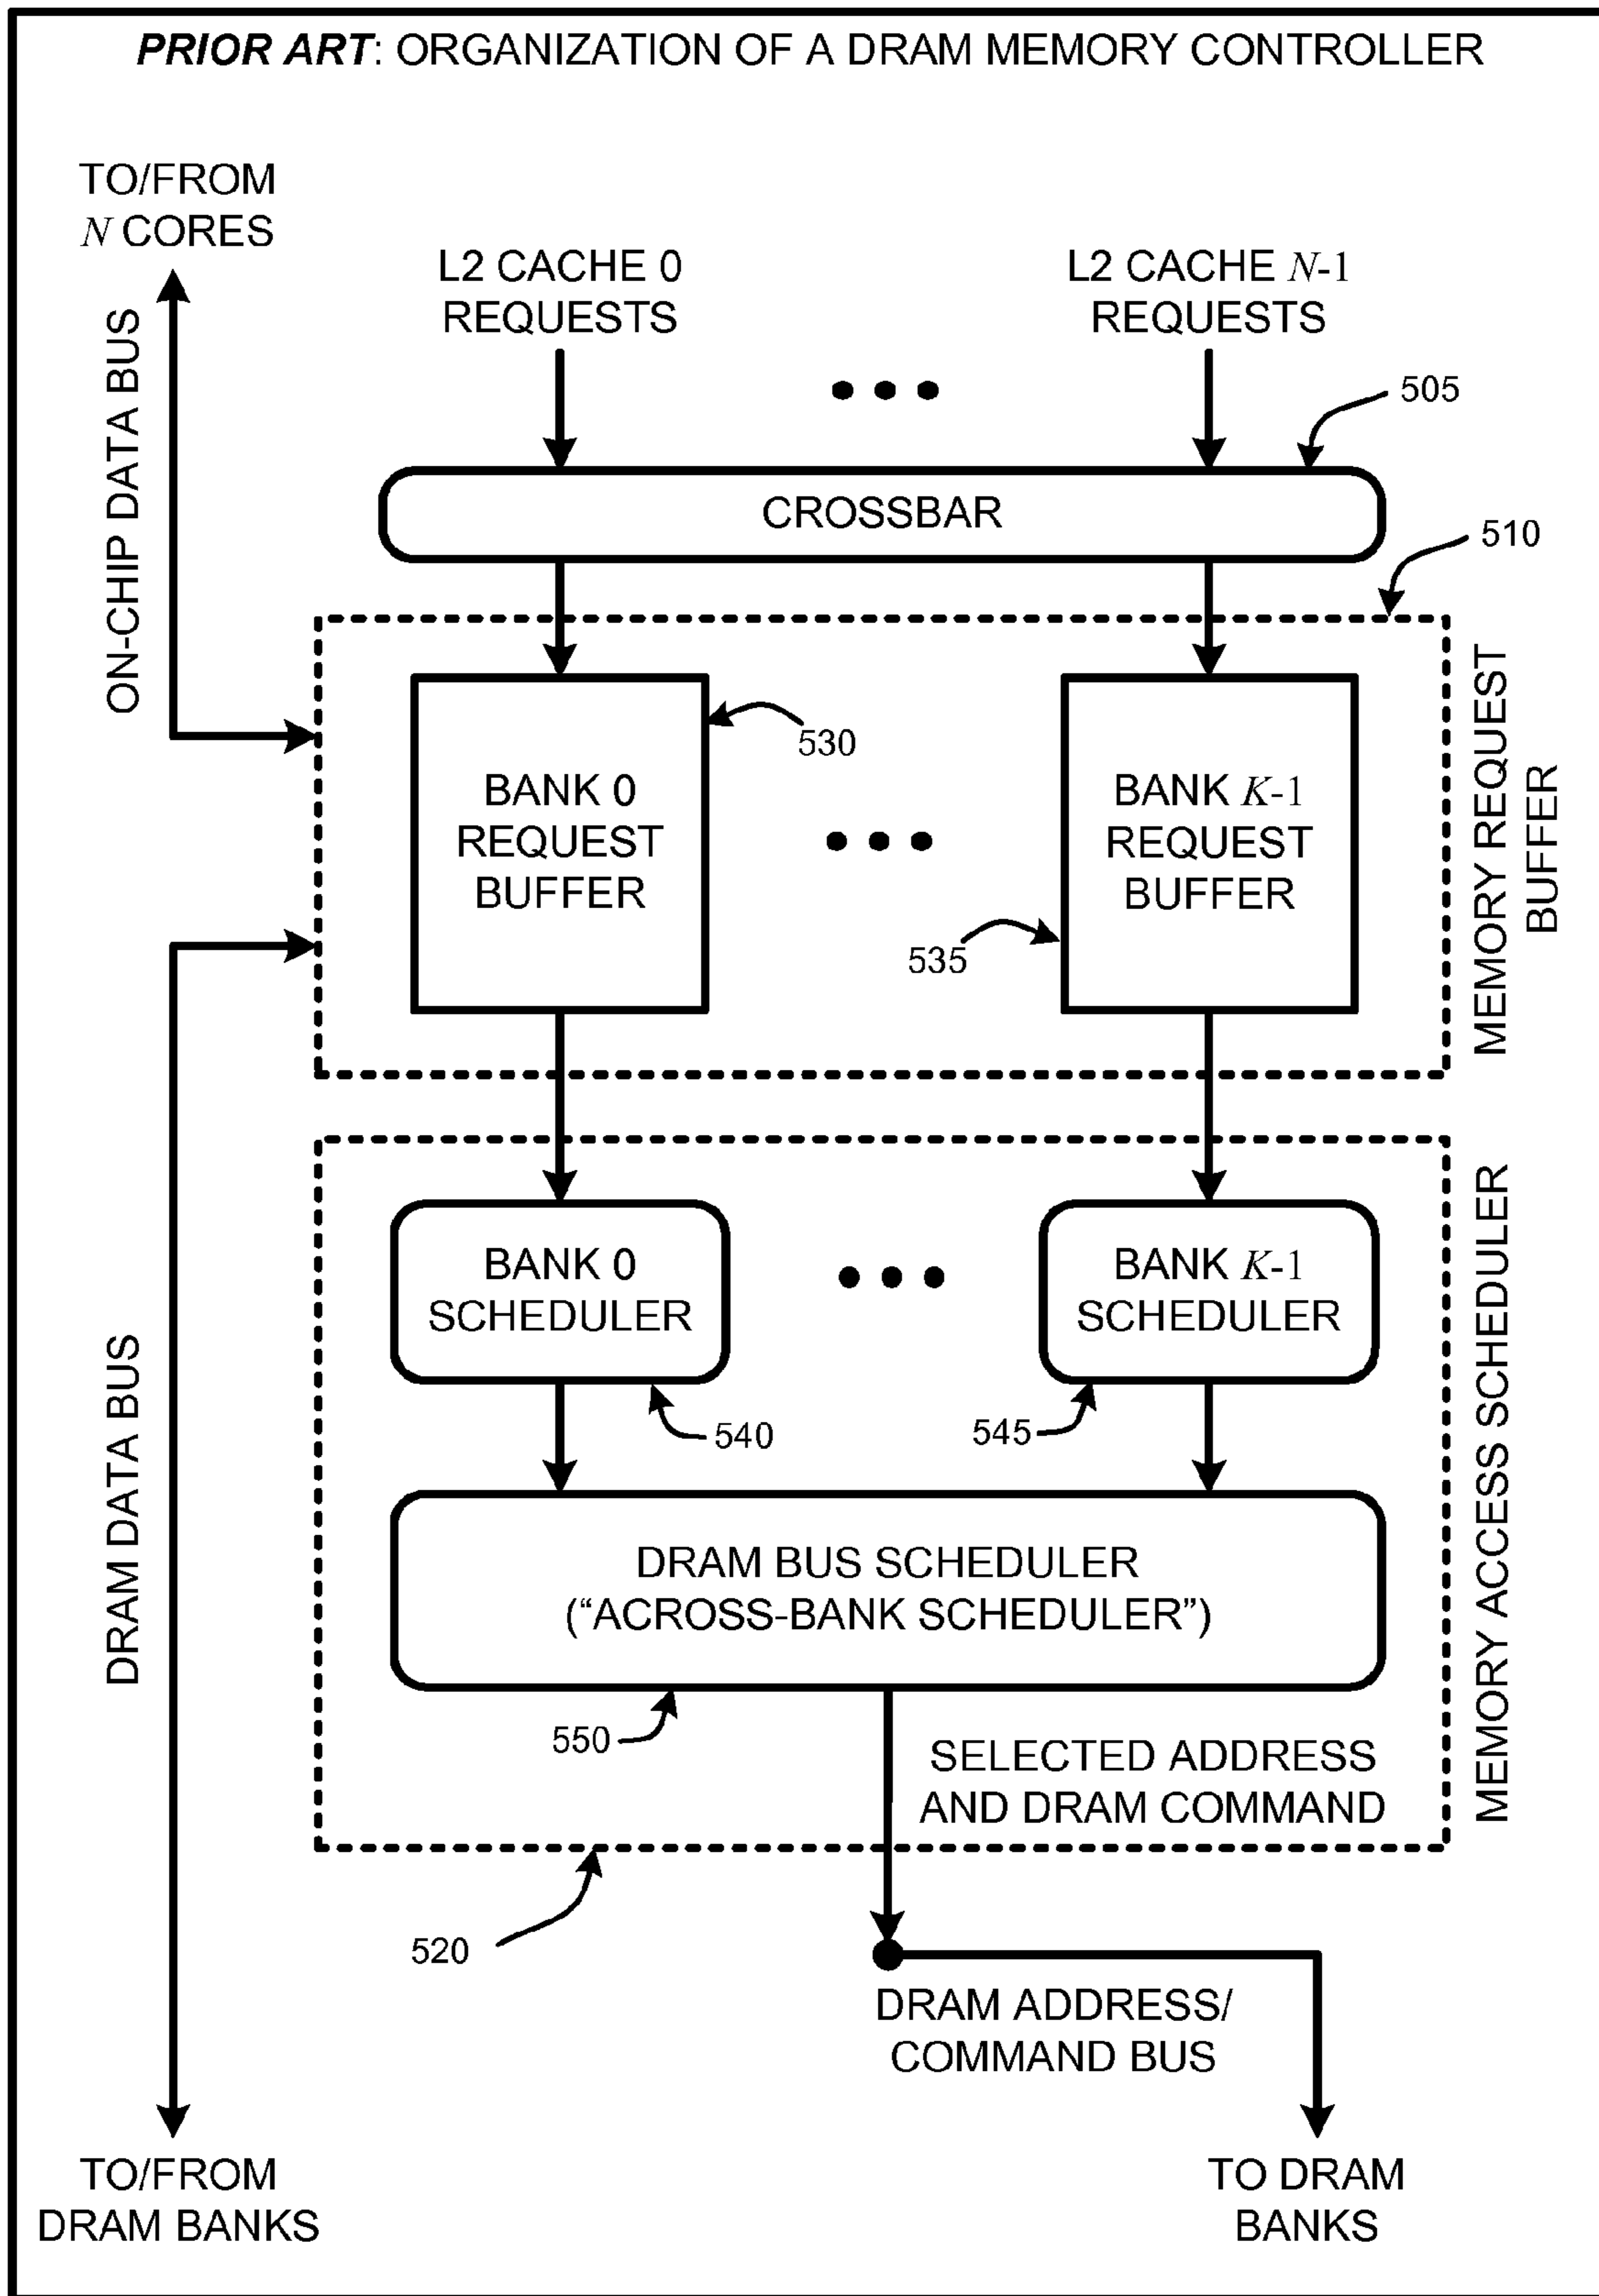 PRIOR ART: ORGANIZATION OF A DRAM MEMORY CONTROLLER
TO/FROM
N CORES
ON-CHIP DATA BUS
L2 CACHE 0
REQUESTS
L2 CACHE N-1
REQUESTS
505
CROSSBAR
510
MEMORY REQUEST
BUFFER
BANK 0
REQUEST
BUFFER
530
BANK K-1
REQUEST
BUFFER
535
DRAM DATA BUS
MEMORY ACCESS SCHEDULER
BANK 0
SCHEDULER
BANK K-1
SCHEDULER
540
545
DRAM BUS SCHEDULER
(“ACROSS-BANK SCHEDULER”)
550
SELECTED ADDRESS
AND DRAM COMMAND
520
DRAM ADDRESS/
COMMAND BUS
TO/FROM
DRAM BANKS
TO DRAM
BANKS